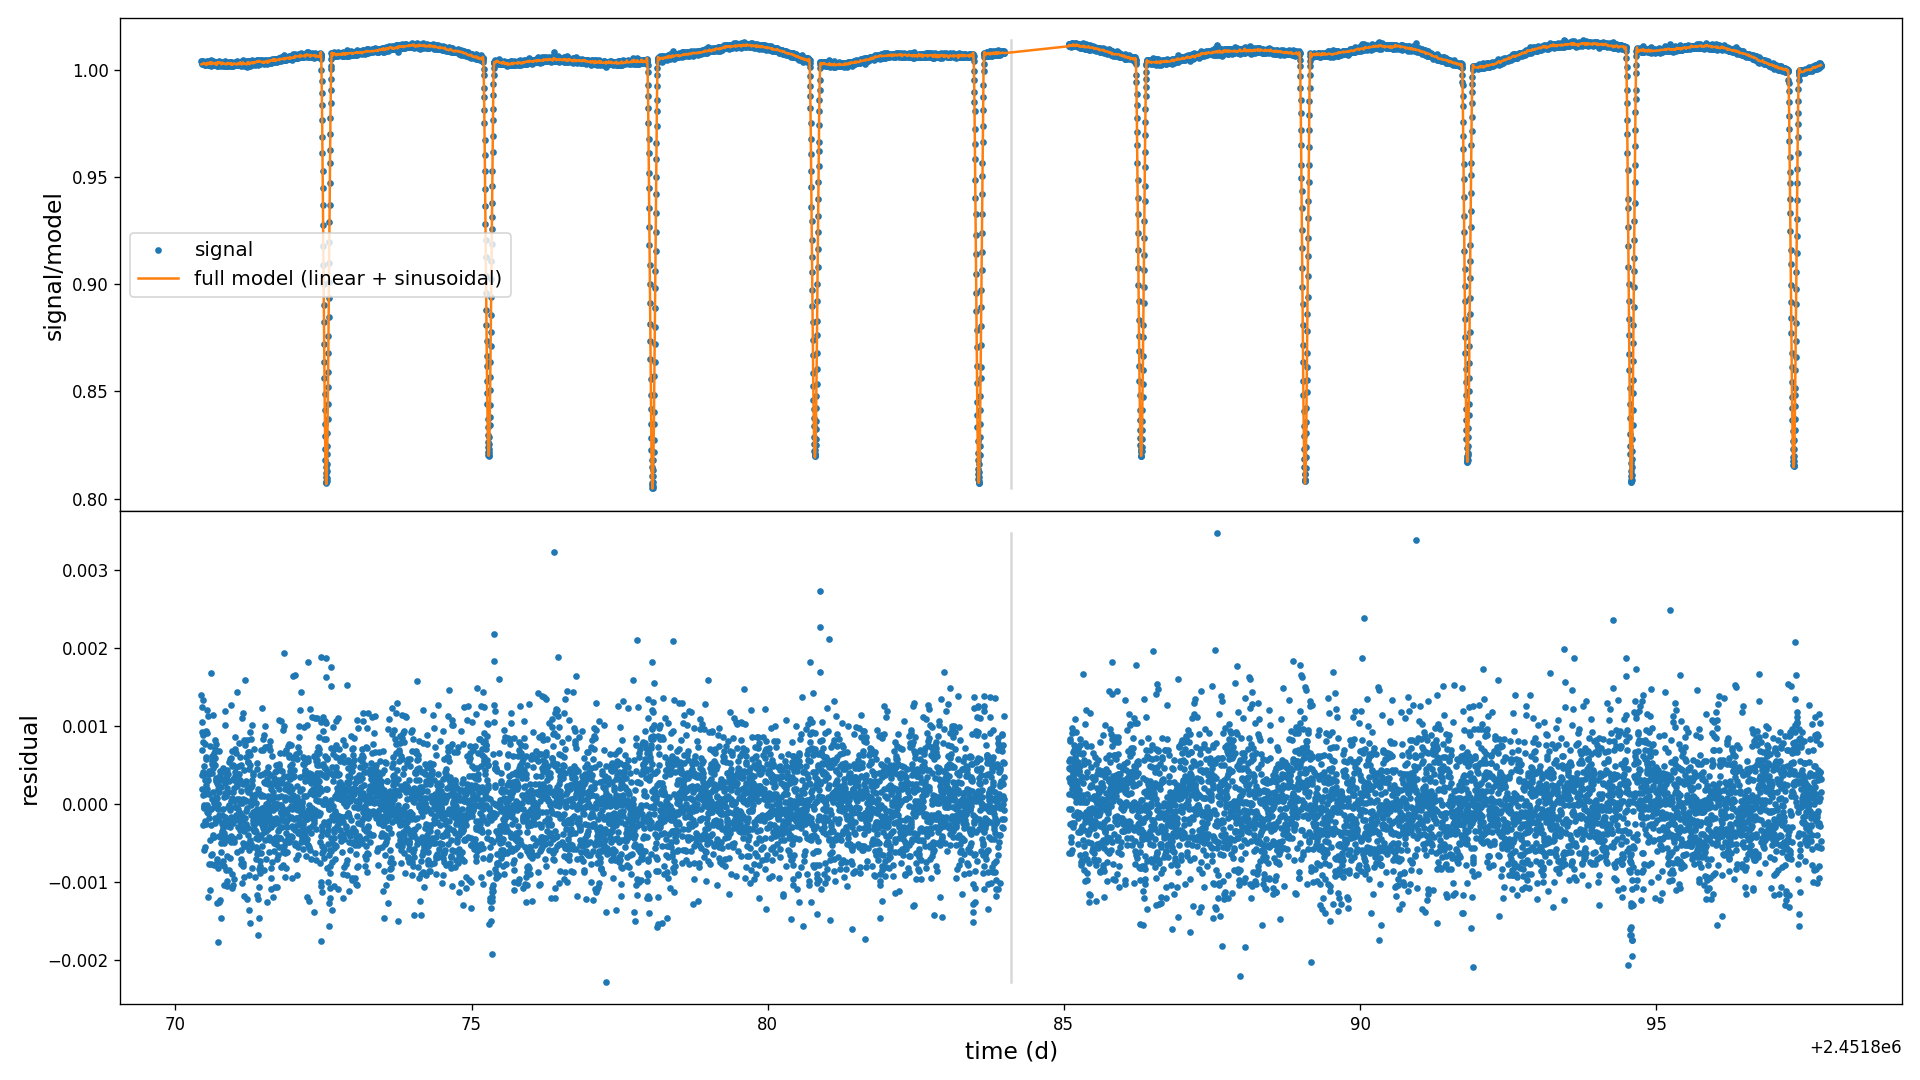 1.00
0.95
0.90
0.85
0.80
signal/model
signal
full model (linear + sinusoidal)
0.003
0.002
0.001
0.000
−0.001
−0.002
residual
70
75
80
85
90
95
time (d)
+2.4518e6